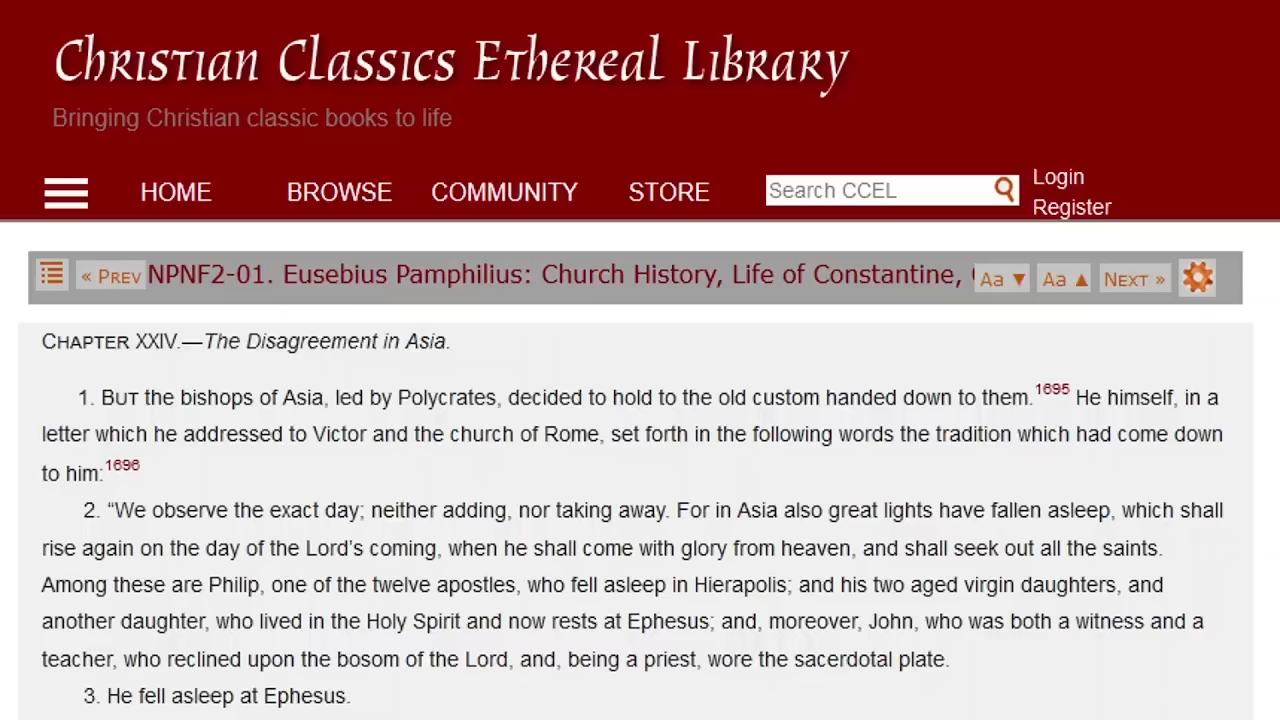 Christian Classics Ethereal Library
Bringing Christian classic books to life
HOME BROWSE COMMUNITY STORE Search CCEL Login
Register
« Prev NPNF2-01. Eusebius Pamphilius: Church History, Life of Constantine, Aa ▼ Aa ▲ Next »
Chapter XXIV.—The Disagreement in Asia.
1. But the bishops of Asia, led by Polycrates, decided to hold to the old custom handed down to them.1695 He himself, in a
letter which he addressed to Victor and the church of Rome, set forth in the following words the tradition which had come down
to him:1696
2. “We observe the exact day; neither adding, nor taking away. For in Asia also great lights have fallen asleep, which shall
rise again on the day of the Lord’s coming, when he shall come with glory from heaven, and shall seek out all the saints.
Among these are Philip, one of the twelve apostles, who fell asleep in Hierapolis; and his two aged virgin daughters, and
another daughter, who lived in the Holy Spirit and now rests at Ephesus; and, moreover, John, who was both a witness and a
teacher, who reclined upon the bosom of the Lord, and, being a priest, wore the sacerdotal plate.
3. He fell asleep at Ephesus.